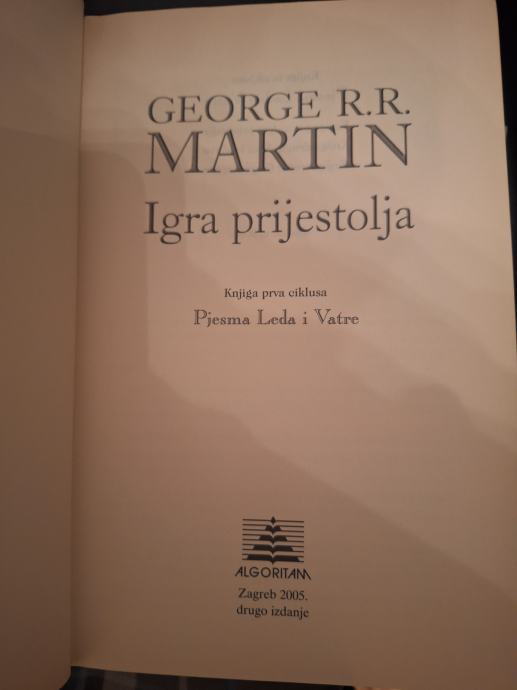 GEORGE R.R.
MARTIN
Igra prijestolja
Knjiga prva ciklusa
Pjesma Leda i Vatre
ALGORITAM
Zagreb 2005.
drugo izdanje